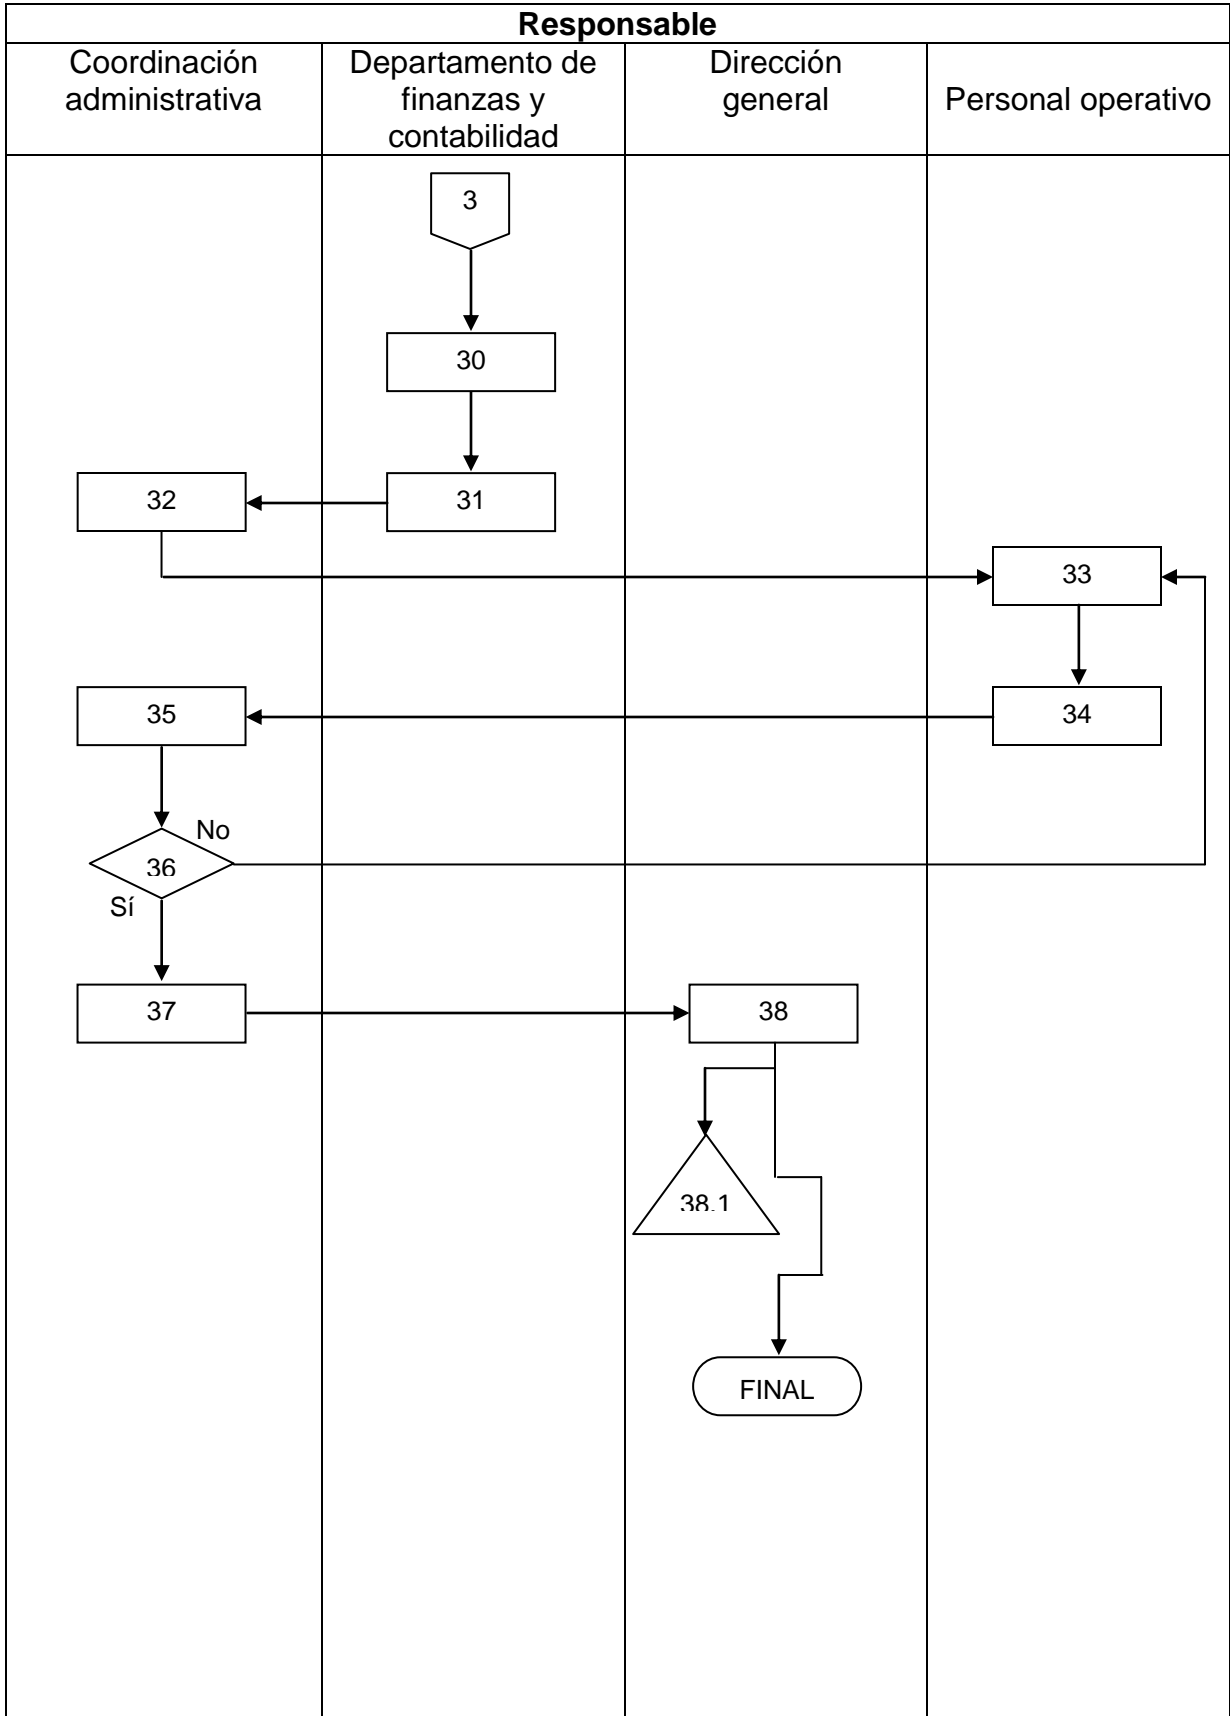 Responsable
Coordinación
administrativa
Departamento de
finanzas y
contabilidad
Dirección
general
Personal operativo
3
30
32
31
33
35
34
No
36
Sí
37
38
38.1
FINAL